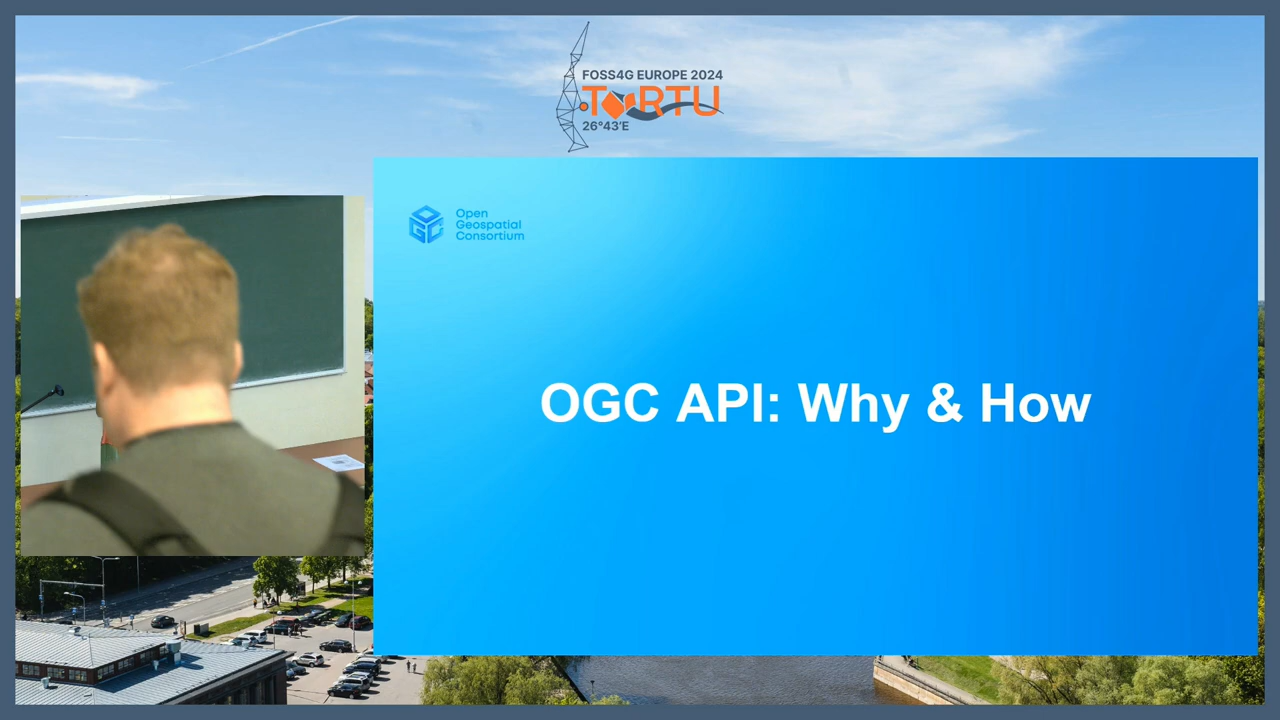 FOSS4G EUROPE 2024
TARTU
26°43'E
Open
Geospatial
Consortium
OGC API: Why & How